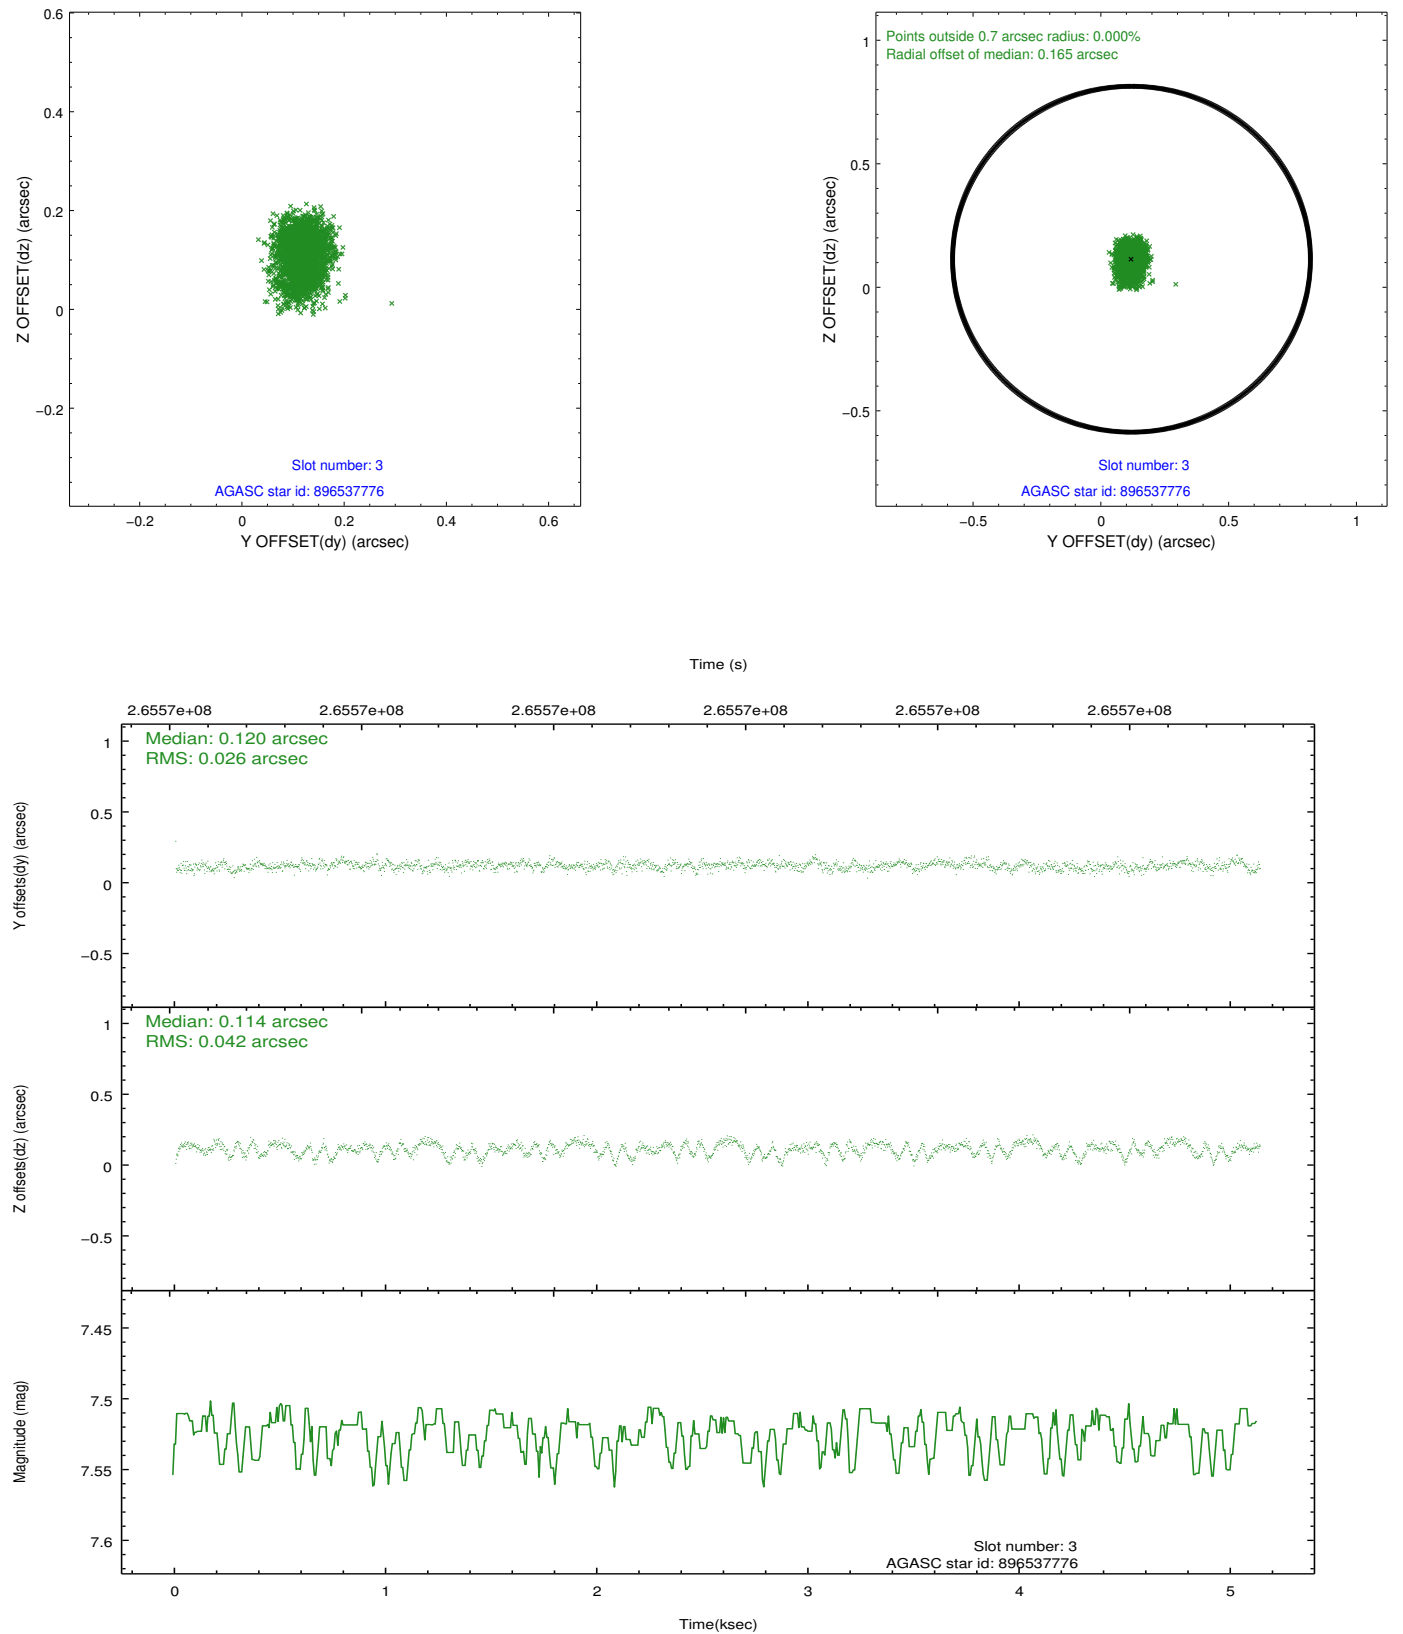 0.6
0.4
0.2
0
−0.2
Z OFFSET(dz) (arcsec)
Slot number: 3
AGASC star id: 896537776
−0.2 0 0.2 0.4 0.6
Y OFFSET(dy) (arcsec)
Points outside 0.7 arcsec radius: 0.000%
Radial offset of median: 0.165 arcsec
1
0.5
0
−0.5
Z OFFSET(dz) (arcsec)
Slot number: 3
AGASC star id: 896537776
−0.5 0 0.5 1
Y OFFSET(dy) (arcsec)
Time (s)
2.6557e+08 2.6557e+08 2.6557e+08 2.6557e+08 2.6557e+08 2.6557e+08
Median: 0.120 arcsec
RMS: 0.026 arcsec
1
0.5
0
−0.5
Y offsets(dy) (arcsec)
Median: 0.114 arcsec
RMS: 0.042 arcsec
1
0.5
0
−0.5
Z offsets(dz) (arcsec)
7.45
7.5
7.55
7.6
Magnitude (mag)
Slot number: 3
AGASC star id: 896537776
0 1 2 3 4 5
Time(ksec)